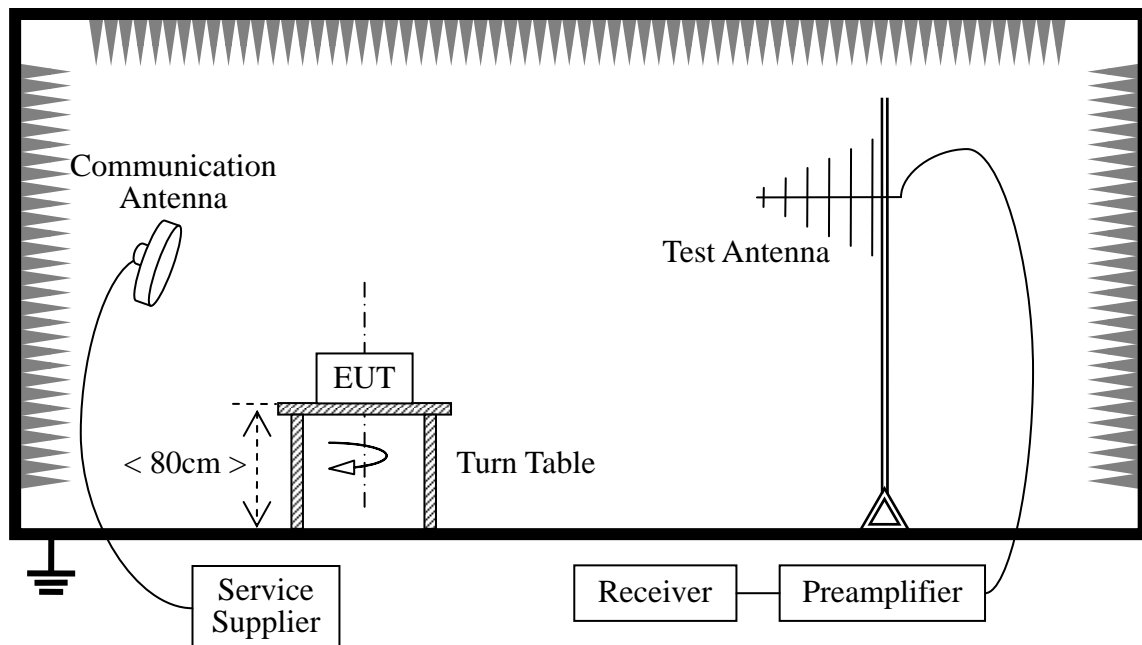 Communication
Antenna
Test Antenna
EUT
< 80cm >
Turn Table
Service
Supplier
Receiver
Preamplifier